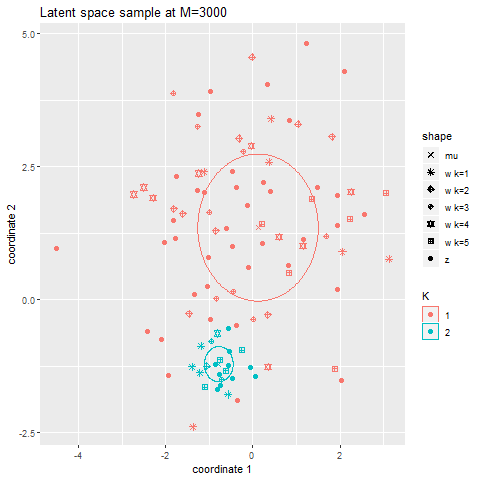 Latent space sample at M=3000
5.0
2.5
0.0
-2.5
-4
-2
0
2
coordinate 1
coordinate 2
shape
mu
w k=1
w k=2
w k=3
w k=4
w k=5
z
K
1
2